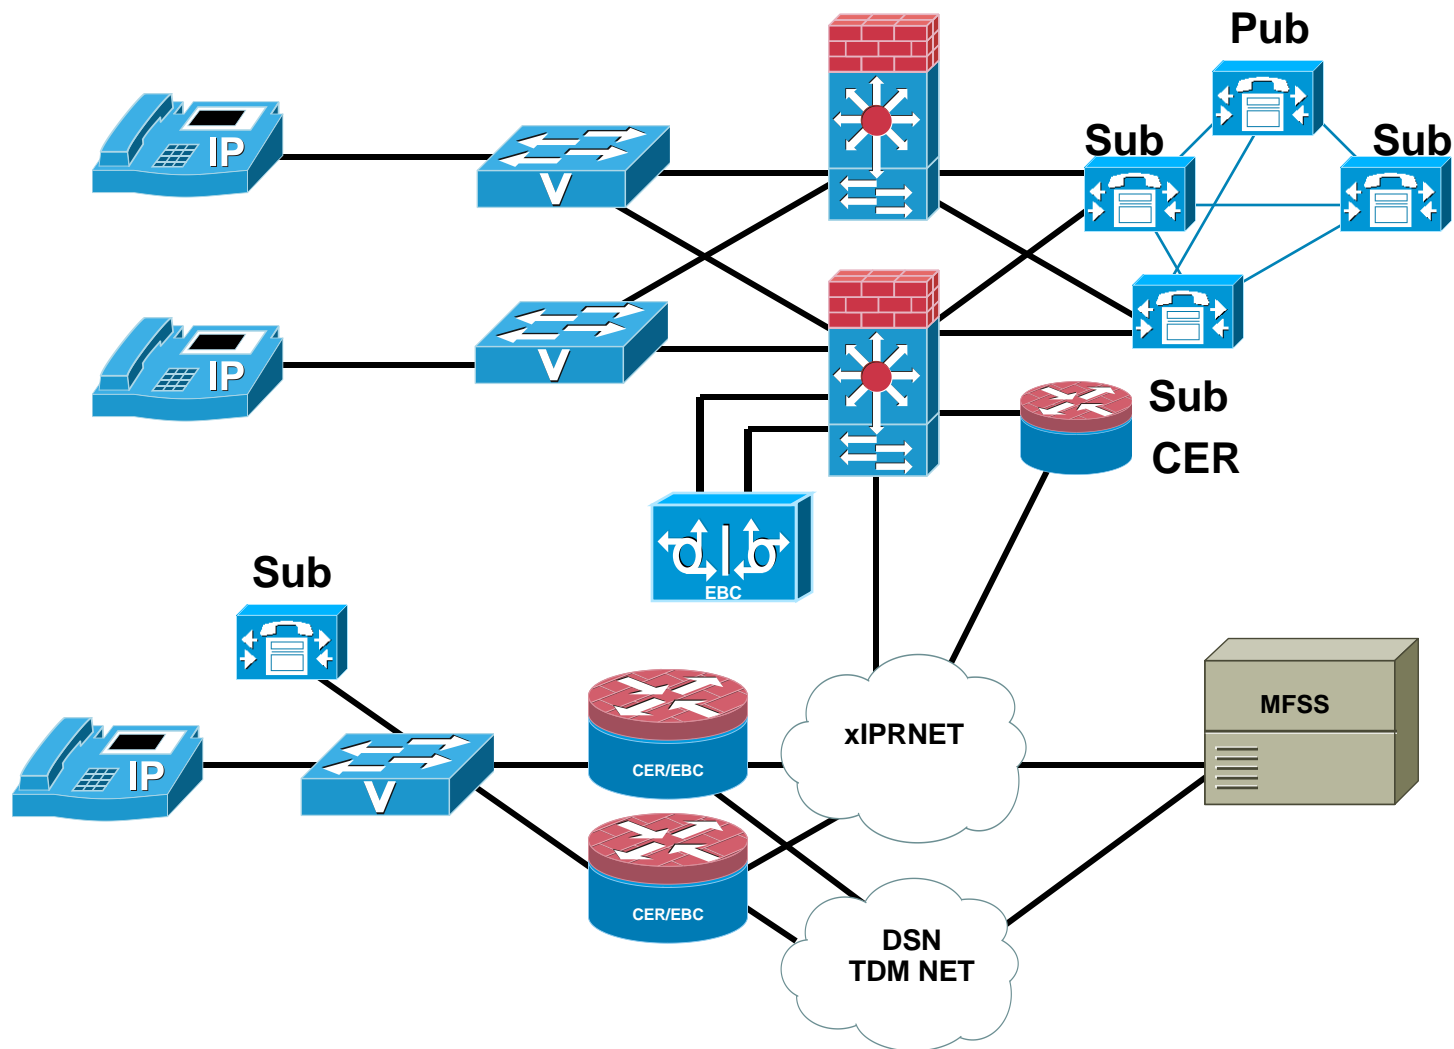 Pub
IP
V
Sub
Sub
IP
V
Sub
CER
EBC
Sub
MFSS
xIPRNET
IP
V
CER/EBC
CER/EBC
DSN
TDM NET